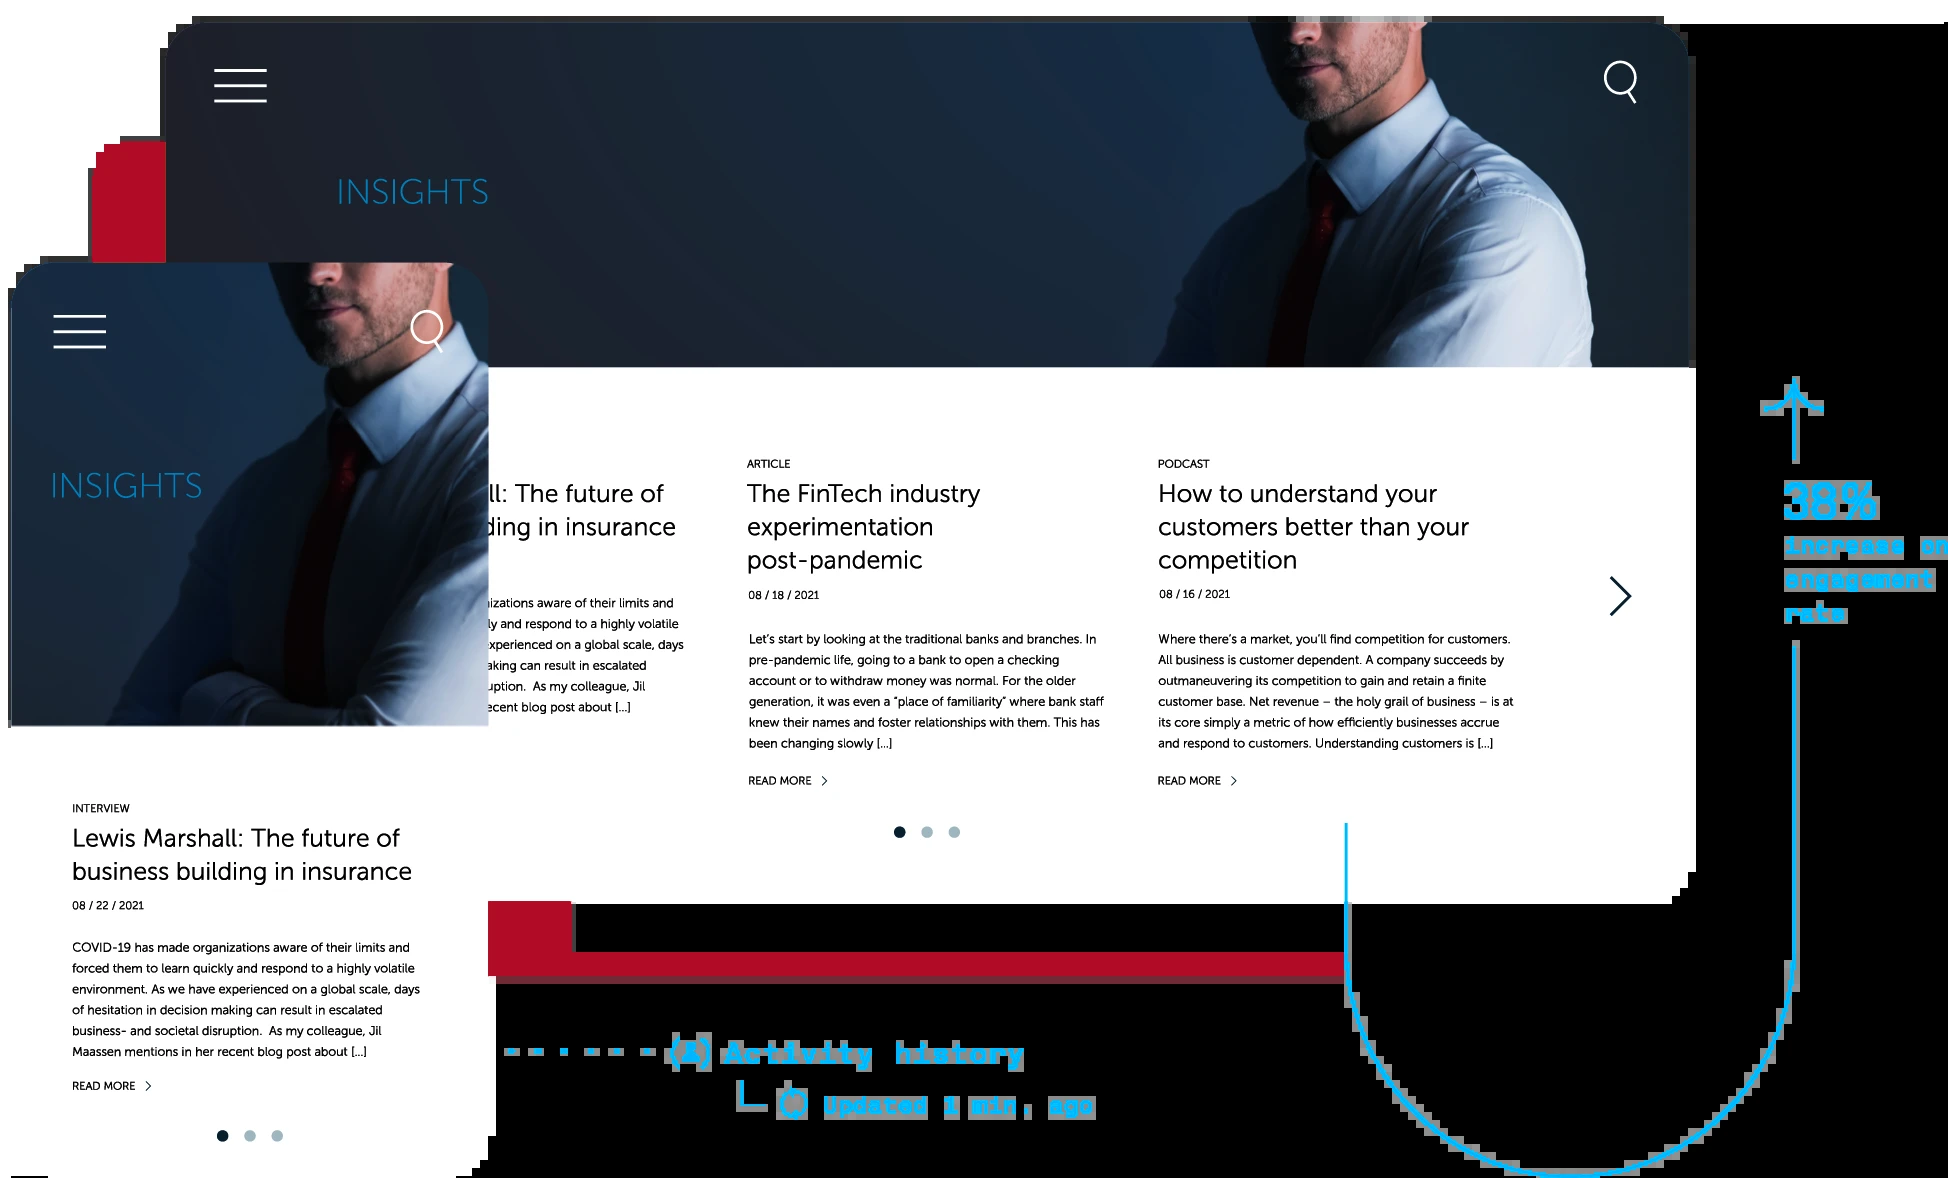 INSIGHTS
ll: The future of
ding in insurance
izations aware of their limits and
ly and respond to a highly volatile
experienced on a global scale, days
aking can result in escalated
uption. As my colleague, Jil
ecent blog post about [...]
ARTICLE
The FinTech industry
experimentation
post-pandemic
08 / 18 / 2021
Let's start by looking at the traditional banks and branches. In
pre-pandemic life, going to a bank to open a checking
account or to withdraw money was normal. For the older
generation, it was even a "place of familiarity" where bank staff
knew their names and foster relationships with them. This has
been changing slowly [...]
READ MORE
PODCAST
How to understand your
customers better than your
competition
08 / 16 / 2021
Where there's a market, you'll find competition for customers.
All business is customer dependent. A company succeeds by
outmaneuvering its competition to gain and retain a finite
customer base. Net revenue – the holy grail of business – is at
its core simply a metric of how efficiently businesses accrue
and respond to customers. Understanding customers is [...]
READ MORE
38%
increase on
engagement
rate
INSIGHTS
INTERVIEW
Lewis Marshall: The future of
business building in insurance
08 / 22 / 2021
COVID-19 has made organizations aware of their limits and
forced them to learn quickly and respond to a highly volatile
environment. As we have experienced on a global scale, days
of hesitation in decision making can result in escalated
business- and societal disruption.  As my colleague, Jil
Maassen mentions in her recent blog post about [...]
READ MORE
Activity history
Updated 1 min. ago